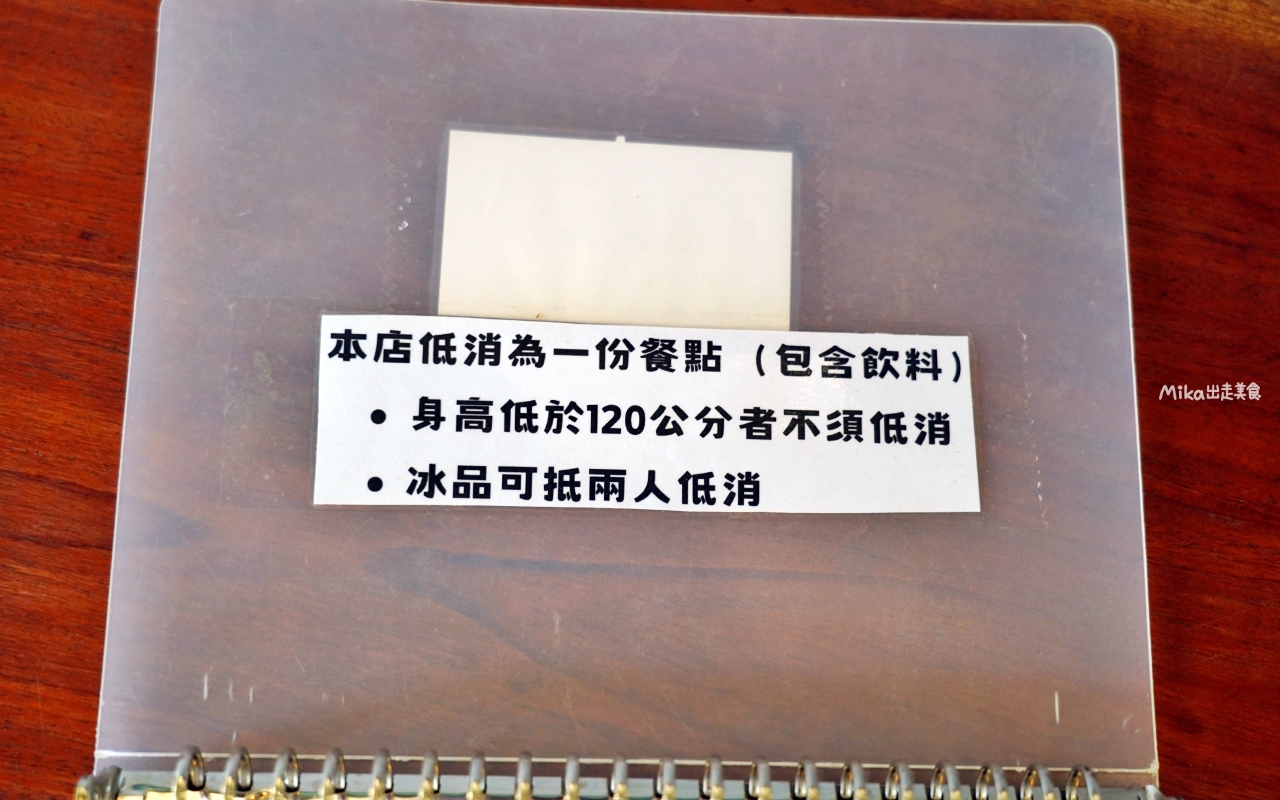 本店低消為一份餐點（包含飲料）
• 身高低於120公分者不須低消
• 冰品可抵兩人低消
Mika出走美食